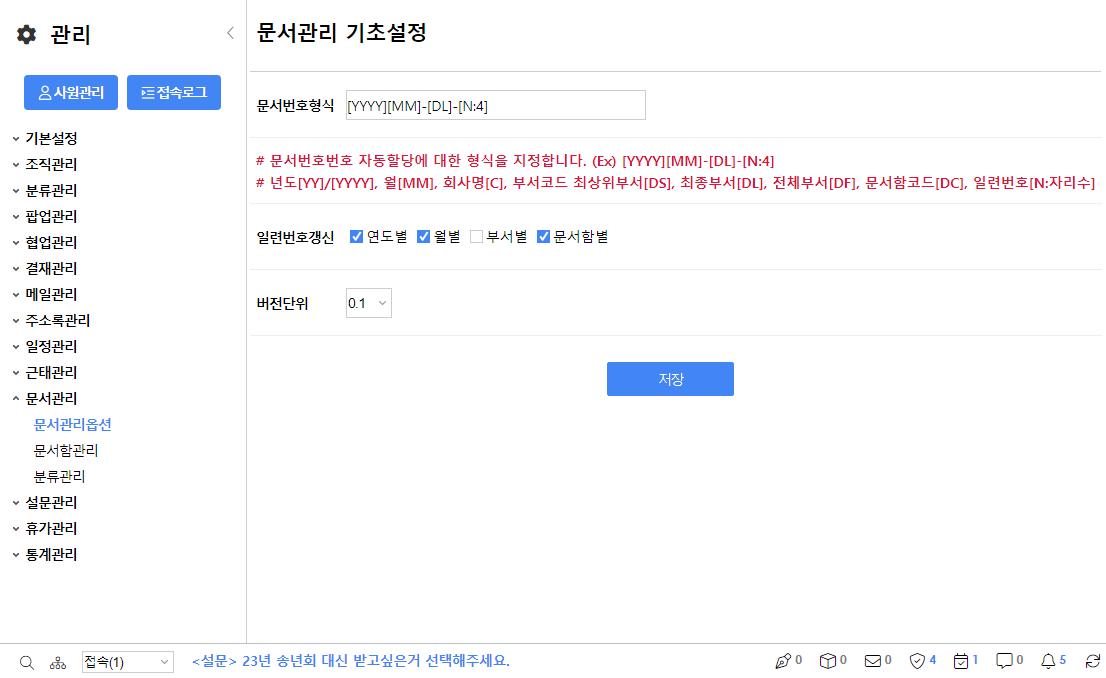 관리
사원관리
접속로그
기본설정
조직관리
분류관리
팝업관리
협업관리
결재관리
메일관리
주소록관리
일정관리
근태관리
문서관리
문서관리옵션
문서함관리
분류관리
설문관리
휴가관리
통계관리
문서관리 기초설정
문서번호형식 [YYYY][MM]-[DL]-[N:4]
# 문서번호번호 자동할당에 대한 형식을 지정합니다. (Ex) [YYYY][MM]-[DL]-[N:4]
# 년도[YY]/[YYYY], 월[MM], 회사명[C], 부서코드 최상위부서[DS], 최종부서[DL], 전체부서[DF], 문서함코드[DC], 일련번호[N:자리수]
일련번호갱신 연도별 월별 부서별 문서함별
버전단위 0.1
저장
접속(1) <설문> 23년 송년회 대신 받고싶은거 선택해주세요. 0 0 0 4 1 0 5